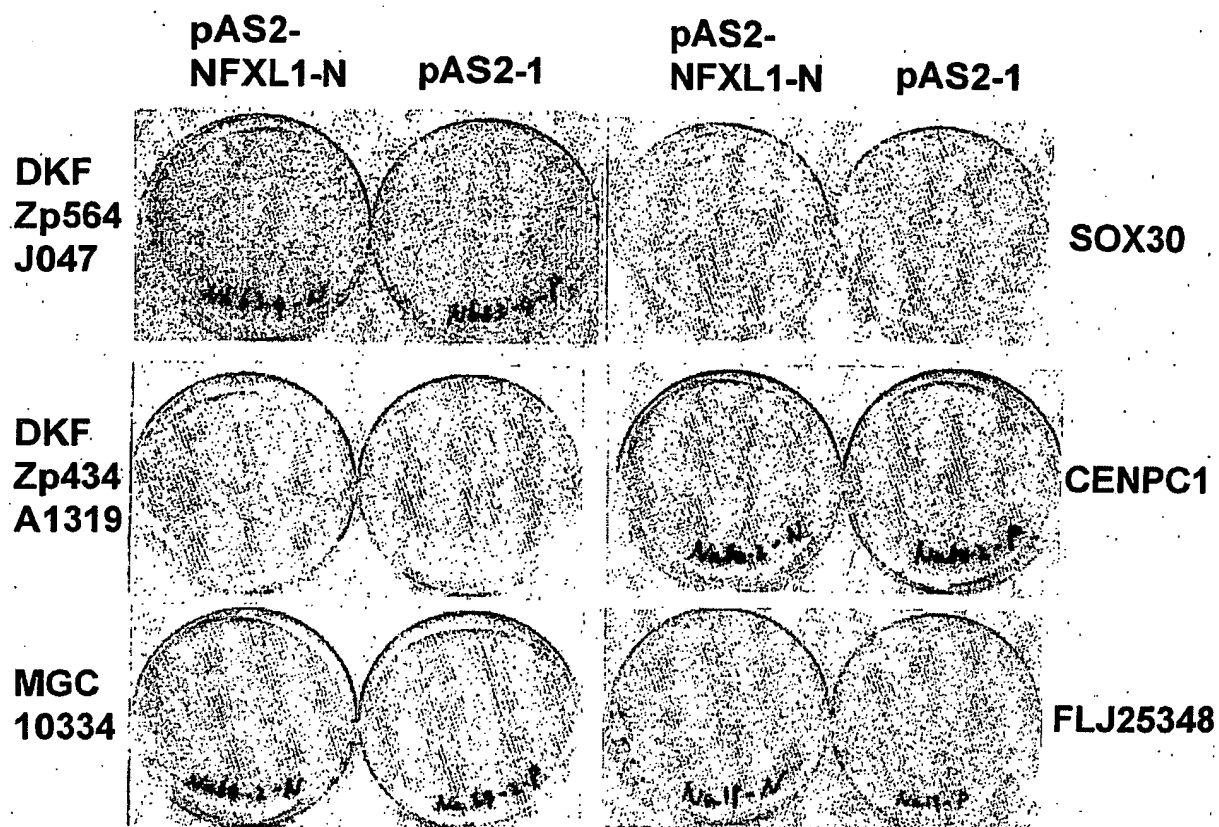 pAS2-
NFXL1-N
pAS2-1
pAS2-
NFXL1-N
pAS2-1
DKF
Zp564
J047
SOX30
DKF
Zp434
A1319
CENPC1
MGC
10334
FLJ25348